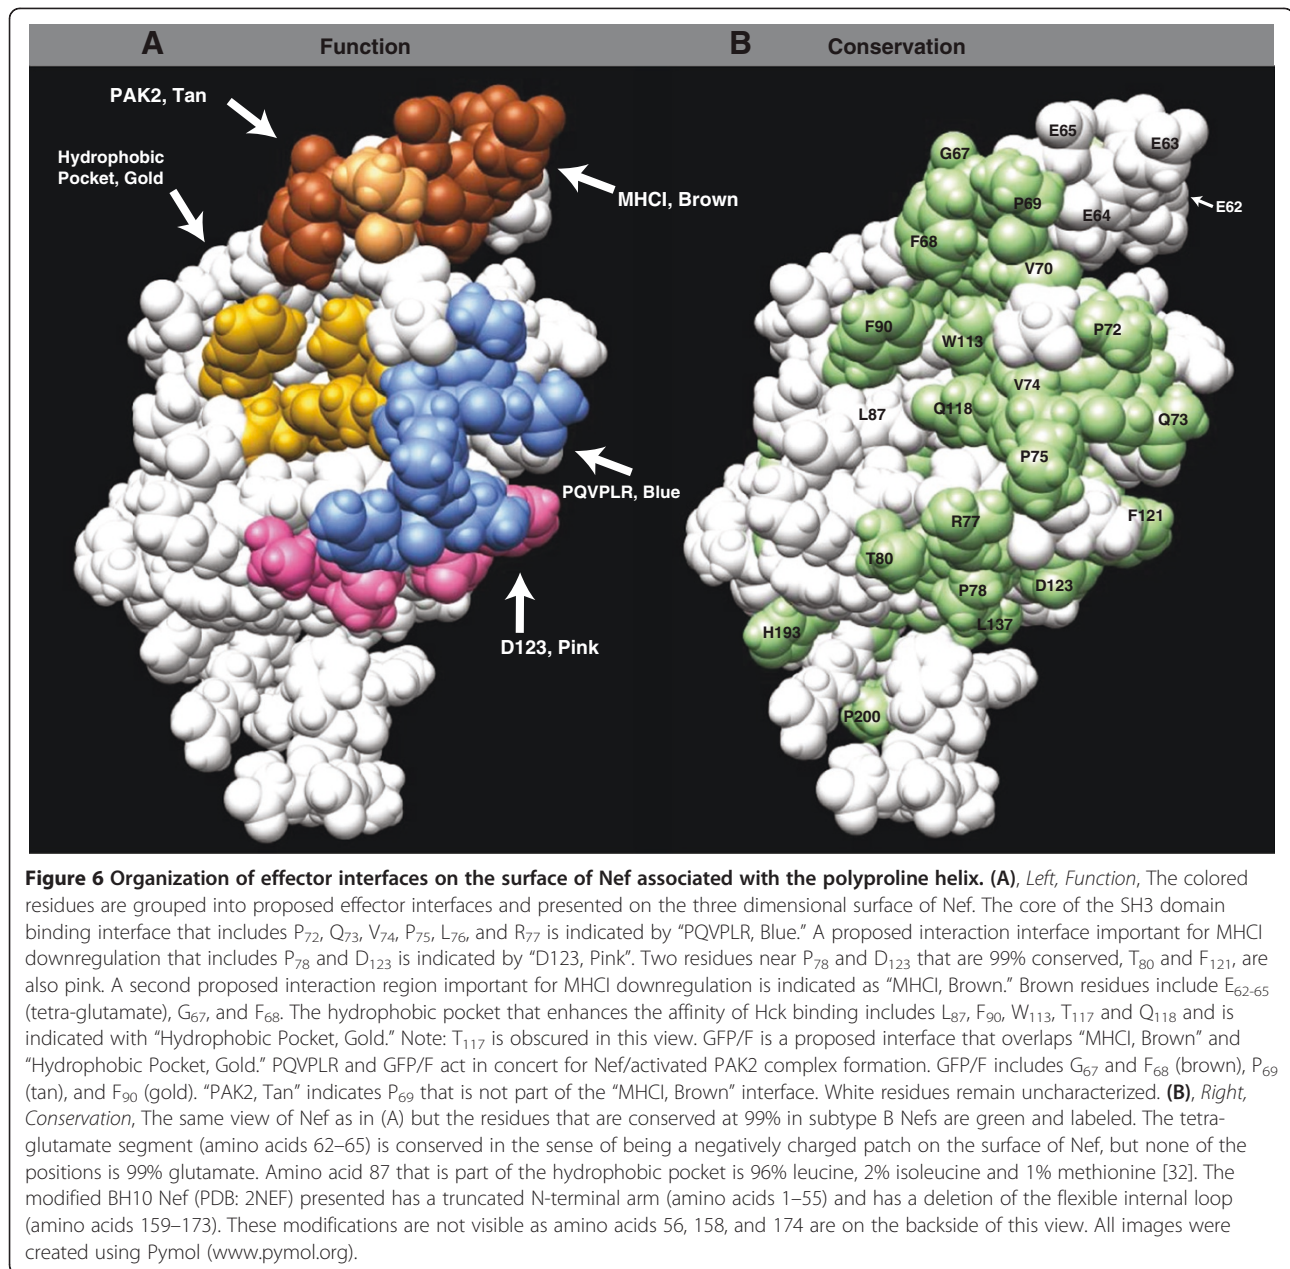 A Function B Conservation
PAK2, Tan
Hydrophobic
Pocket, Gold
MHCI, Brown
PQVPLR, Blue
D123, Pink
E65
E63
G67
P69
E64
E62
F68
V70
F90
W113
P72
V74
L87
Q118
Q73
P75
R77
F121
T80
P78
D123
L137
H193
P200
Figure 6 Organization of effector interfaces on the surface of Nef associated with the polyproline helix. (A), Left, Function, The colored
residues are grouped into proposed effector interfaces and presented on the three dimensional surface of Nef. The core of the SH3 domain
binding interface that includes P72, Q73, V74, P75, L76, and R77 is indicated by “PQVPLR, Blue.” A proposed interaction interface important for MHCI
downregulation that includes P78 and D123 is indicated by “D123, Pink”. Two residues near P78 and D123 that are 99% conserved, T80 and F121, are
also pink. A second proposed interaction region important for MHCI downregulation is indicated as “MHCI, Brown.” Brown residues include E62-65
(tetra-glutamate), G67, and F68. The hydrophobic pocket that enhances the affinity of Hck binding includes L87, F90, W113, T117 and Q118 and is
indicated with “Hydrophobic Pocket, Gold.” Note: T117 is obscured in this view. GFP/F is a proposed interface that overlaps “MHCI, Brown” and
“Hydrophobic Pocket, Gold.” PQVPLR and GFP/F act in concert for Nef/activated PAK2 complex formation. GFP/F includes G67 and F68 (brown), P69
(tan), and F90 (gold). “PAK2, Tan” indicates P69 that is not part of the “MHCI, Brown” interface. White residues remain uncharacterized. (B), Right,
Conservation, The same view of Nef as in (A) but the residues that are conserved at 99% in subtype B Nefs are green and labeled. The tetra-
glutamate segment (amino acids 62–65) is conserved in the sense of being a negatively charged patch on the surface of Nef, but none of the
positions is 99% glutamate. Amino acid 87 that is part of the hydrophobic pocket is 96% leucine, 2% isoleucine and 1% methionine [32]. The
modified BH10 Nef (PDB: 2NEF) presented has a truncated N-terminal arm (amino acids 1–55) and has a deletion of the flexible internal loop
(amino acids 159–173). These modifications are not visible as amino acids 56, 158, and 174 are on the backside of this view. All images were
created using Pymol (www.pymol.org).